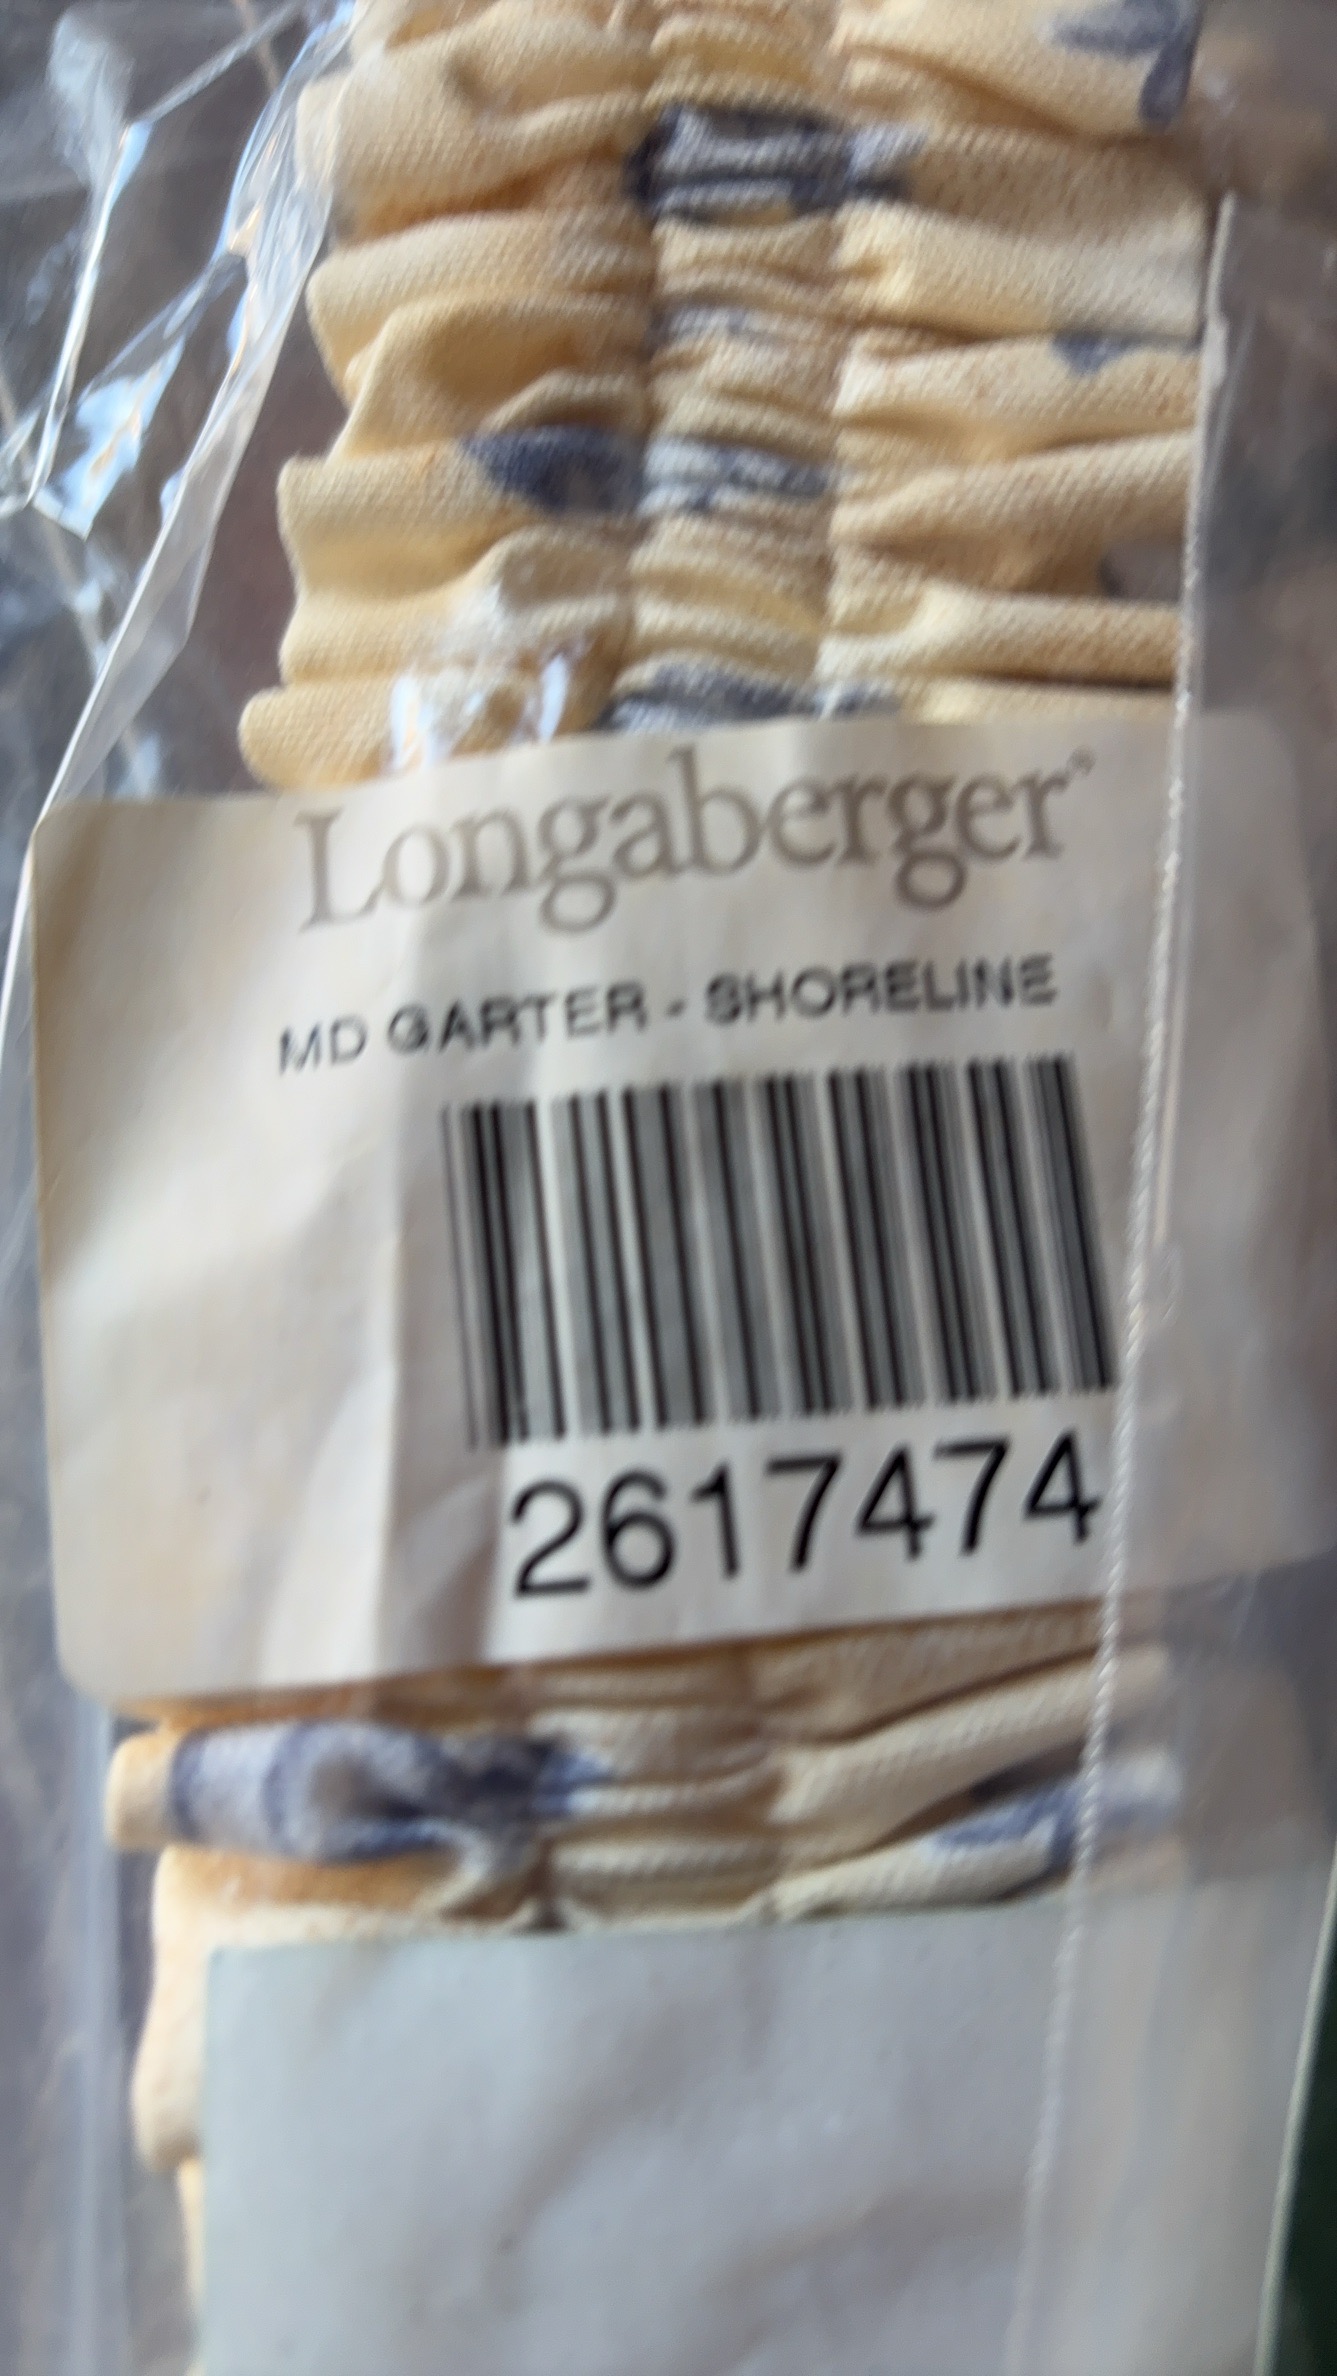 Longaberger®
MD GARTER - SHORELINE
2617474